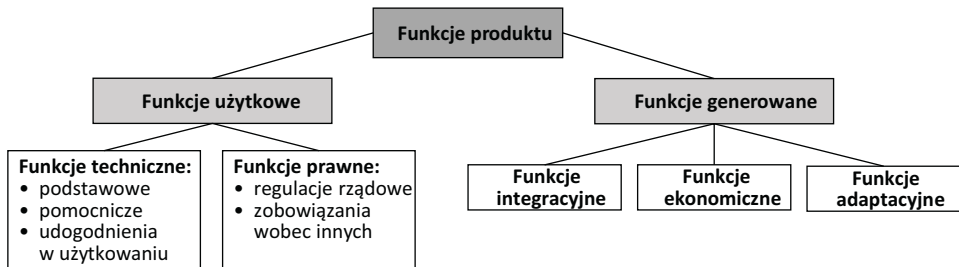 Funkcje produktu
Funkcje użytkowe
Funkcje generowane
Funkcje techniczne:
• podstawowe
• pomocnicze
• udogodnienia
w użytkowaniu
Funkcje prawne:
• regulacje rządowe
• zobowiązania
wobec innych
Funkcje
integracyjne
Funkcje
ekonomiczne
Funkcje
adaptacyjne